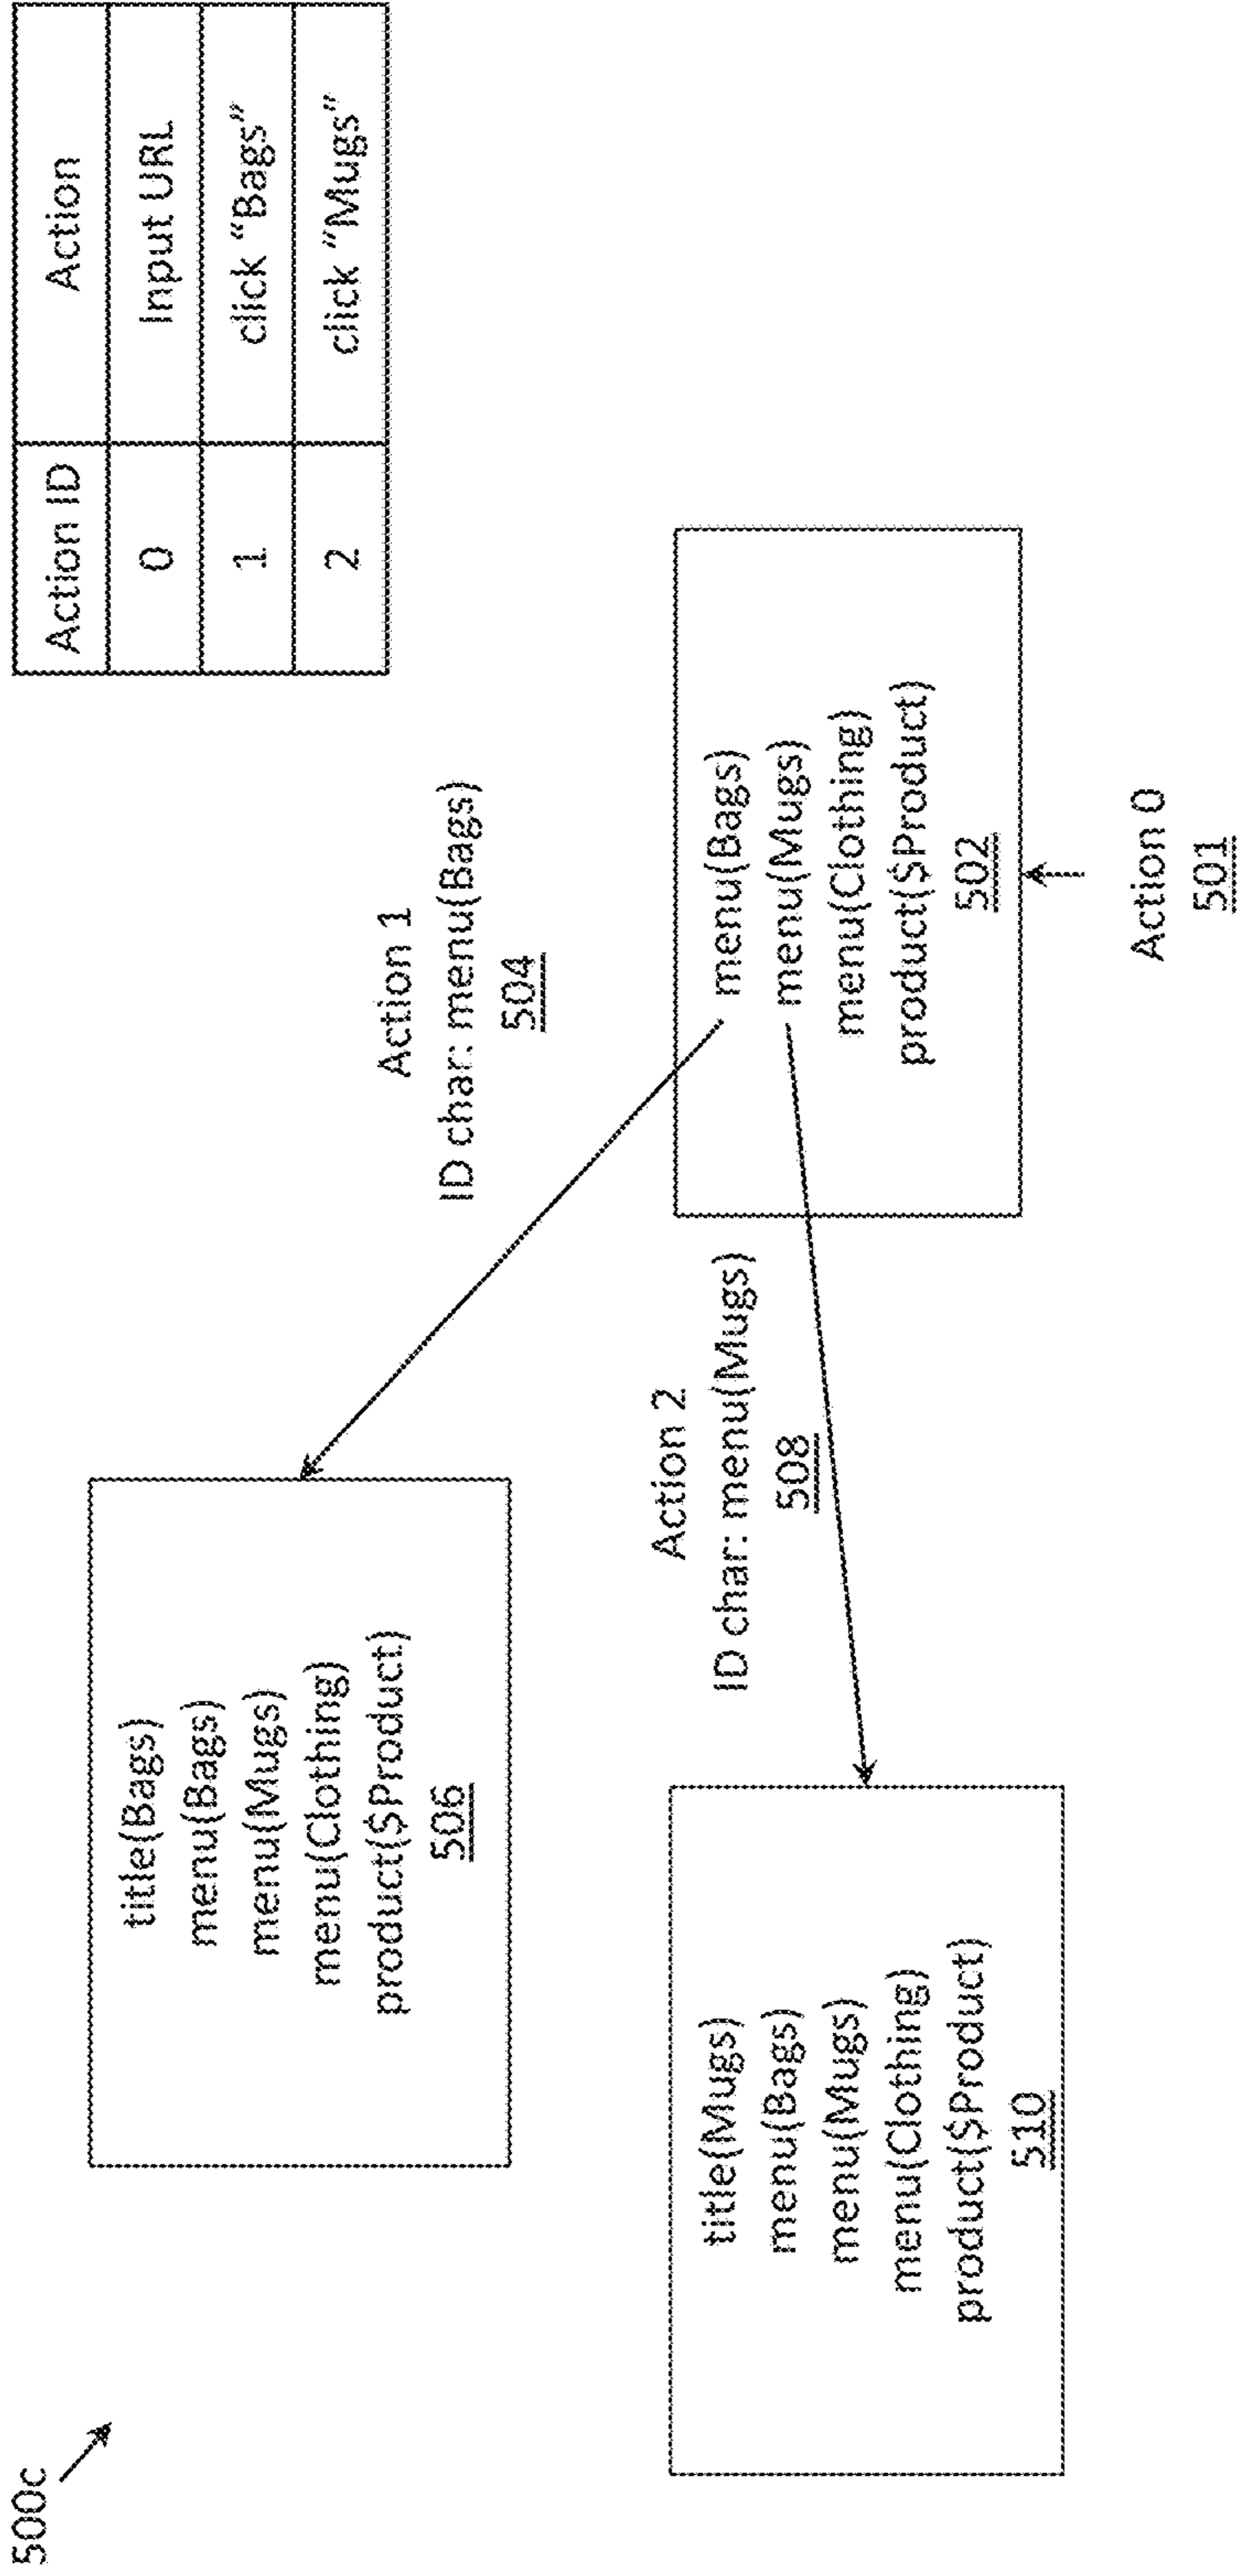 500c
Action ID Action
0 Input URL
1 click “Bags”
2 click “Mugs”
title(Bags)
menu(Bags)
menu(Mugs)
menu(Clothing)
product($Product)
506
Action 1
ID char: menu(Bags)
504
Action 2
ID char: menu(Mugs)
508
title(Mugs)
menu(Bags)
menu(Mugs)
menu(Clothing)
product($Product)
510
menu(Bags)
menu(Mugs)
menu(Clothing)
product($Product)
502
Action 0
501